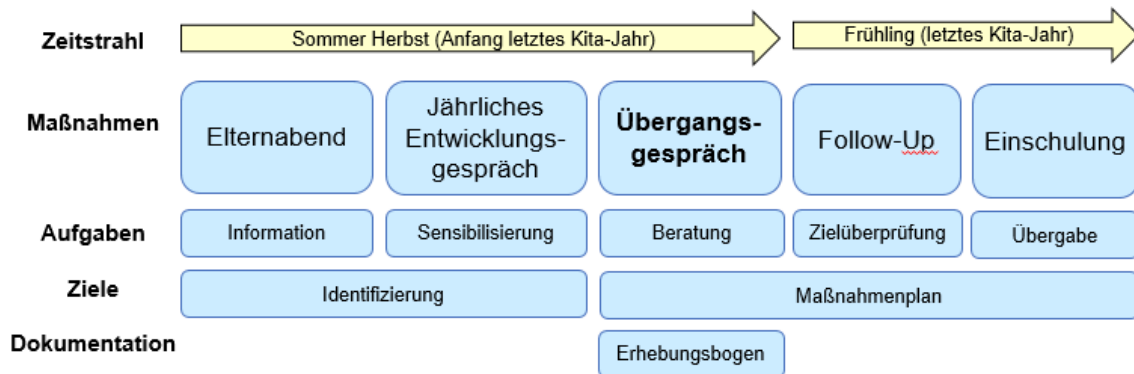 Zeitstrahl
Sommer Herbst (Anfang letztes Kita-Jahr)
Frühling (letztes Kita-Jahr)
Maßnahmen
Elternabend
Jährliches
Entwicklungs-
gespräch
Übergangs-
gespräch
Follow-Up
Einschulung
Aufgaben
Information
Sensibilisierung
Beratung
Zielüberprüfung
Übergabe
Ziele
Identifizierung
Maßnahmenplan
Dokumentation
Erhebungsbogen